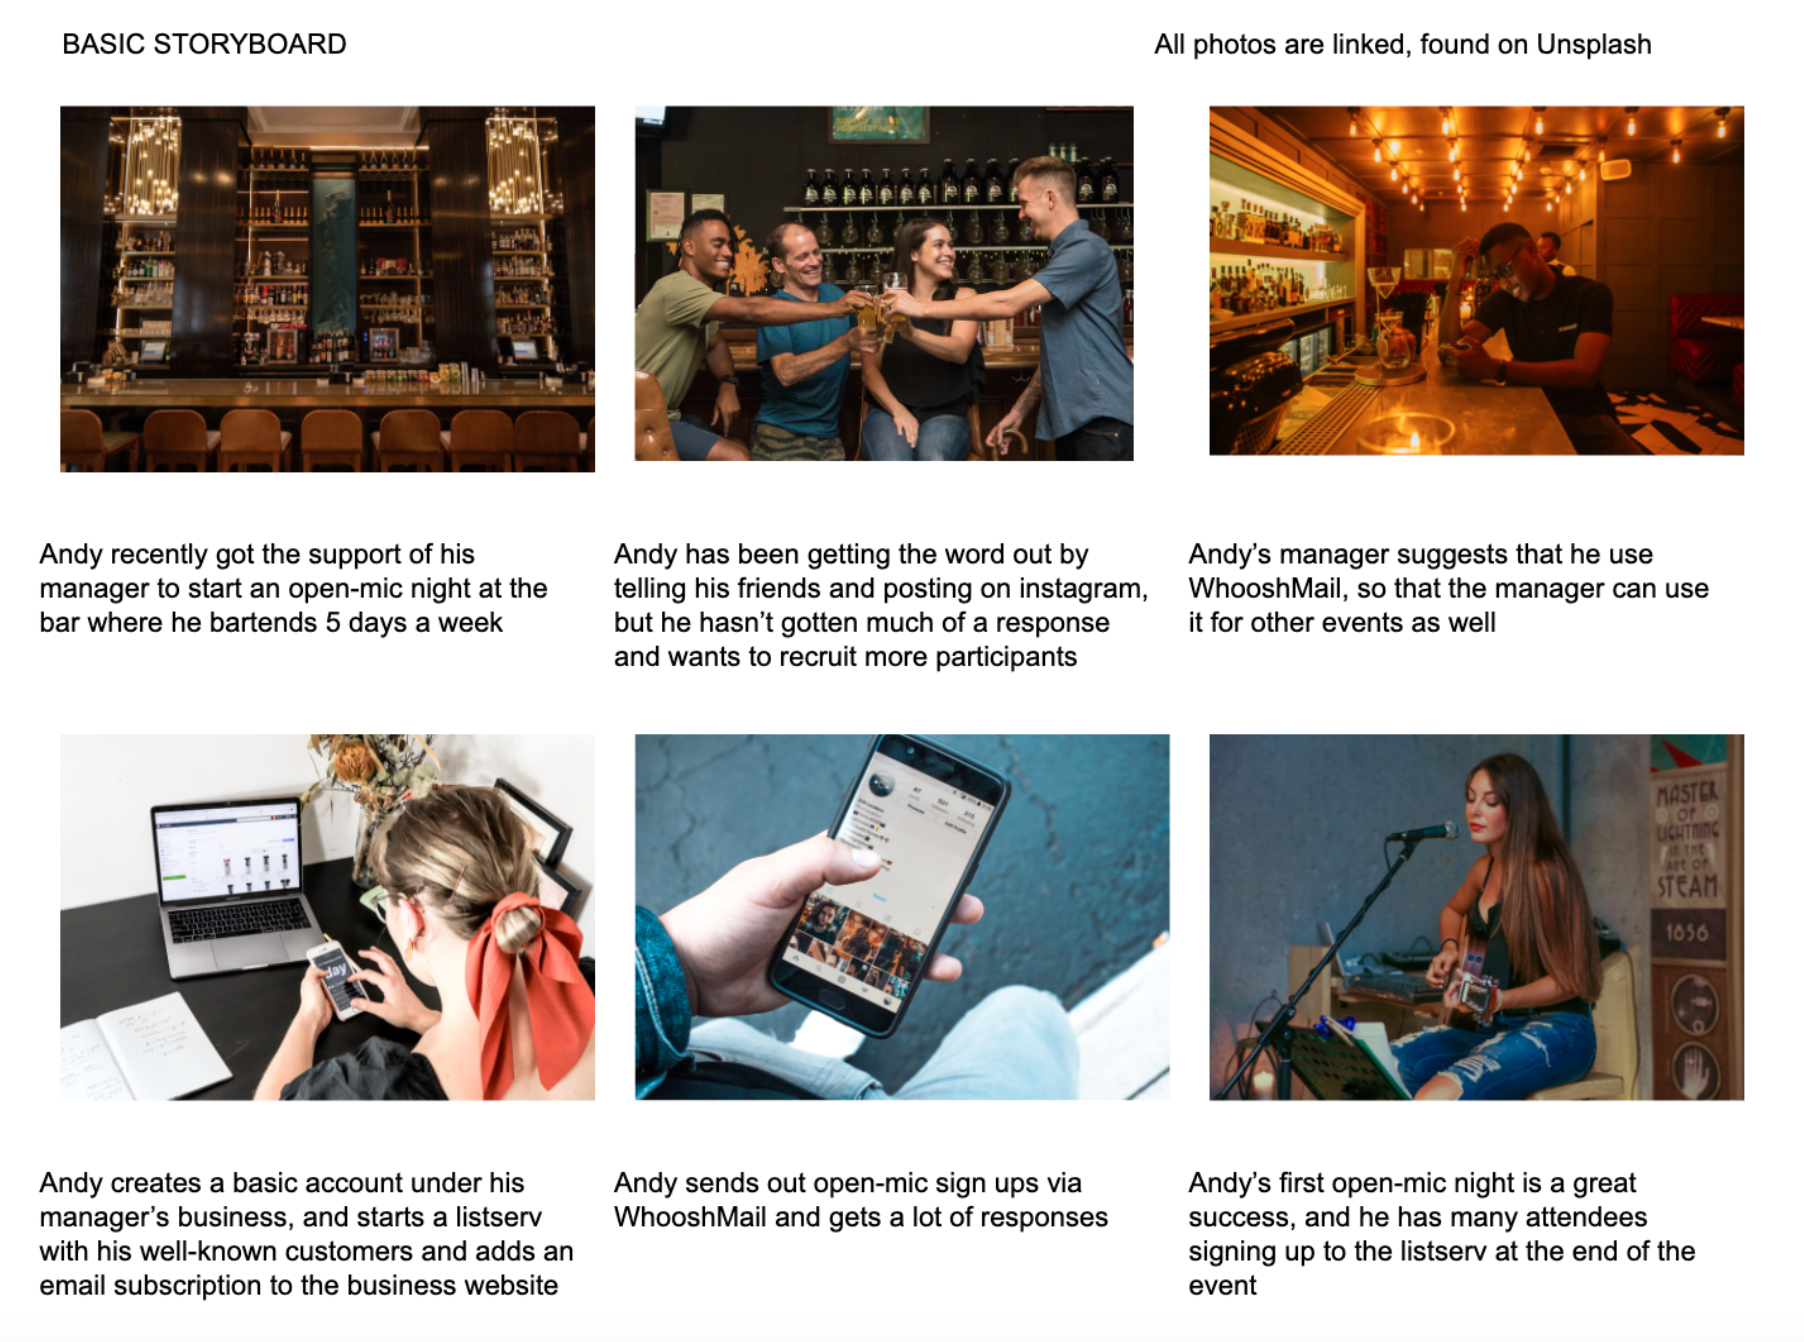 BASIC STORYBOARD
All photos are linked, found on Unsplash
Andy recently got the support of his
manager to start an open-mic night at the
bar where he bartends 5 days a week
Andy has been getting the word out by
telling his friends and posting on instagram,
but he hasn’t gotten much of a response
and wants to recruit more participants
Andy’s manager suggests that he use
WhooshMail, so that the manager can use
it for other events as well
day
MASTER
OF
LIGHTNING
IN THE
AGE OF
STEAM
1856
Andy creates a basic account under his
manager’s business, and starts a listserv
with his well-known customers and adds an
email subscription to the business website
Andy sends out open-mic sign ups via
WhooshMail and gets a lot of responses
Andy’s first open-mic night is a great
success, and he has many attendees
signing up to the listserv at the end of the
event